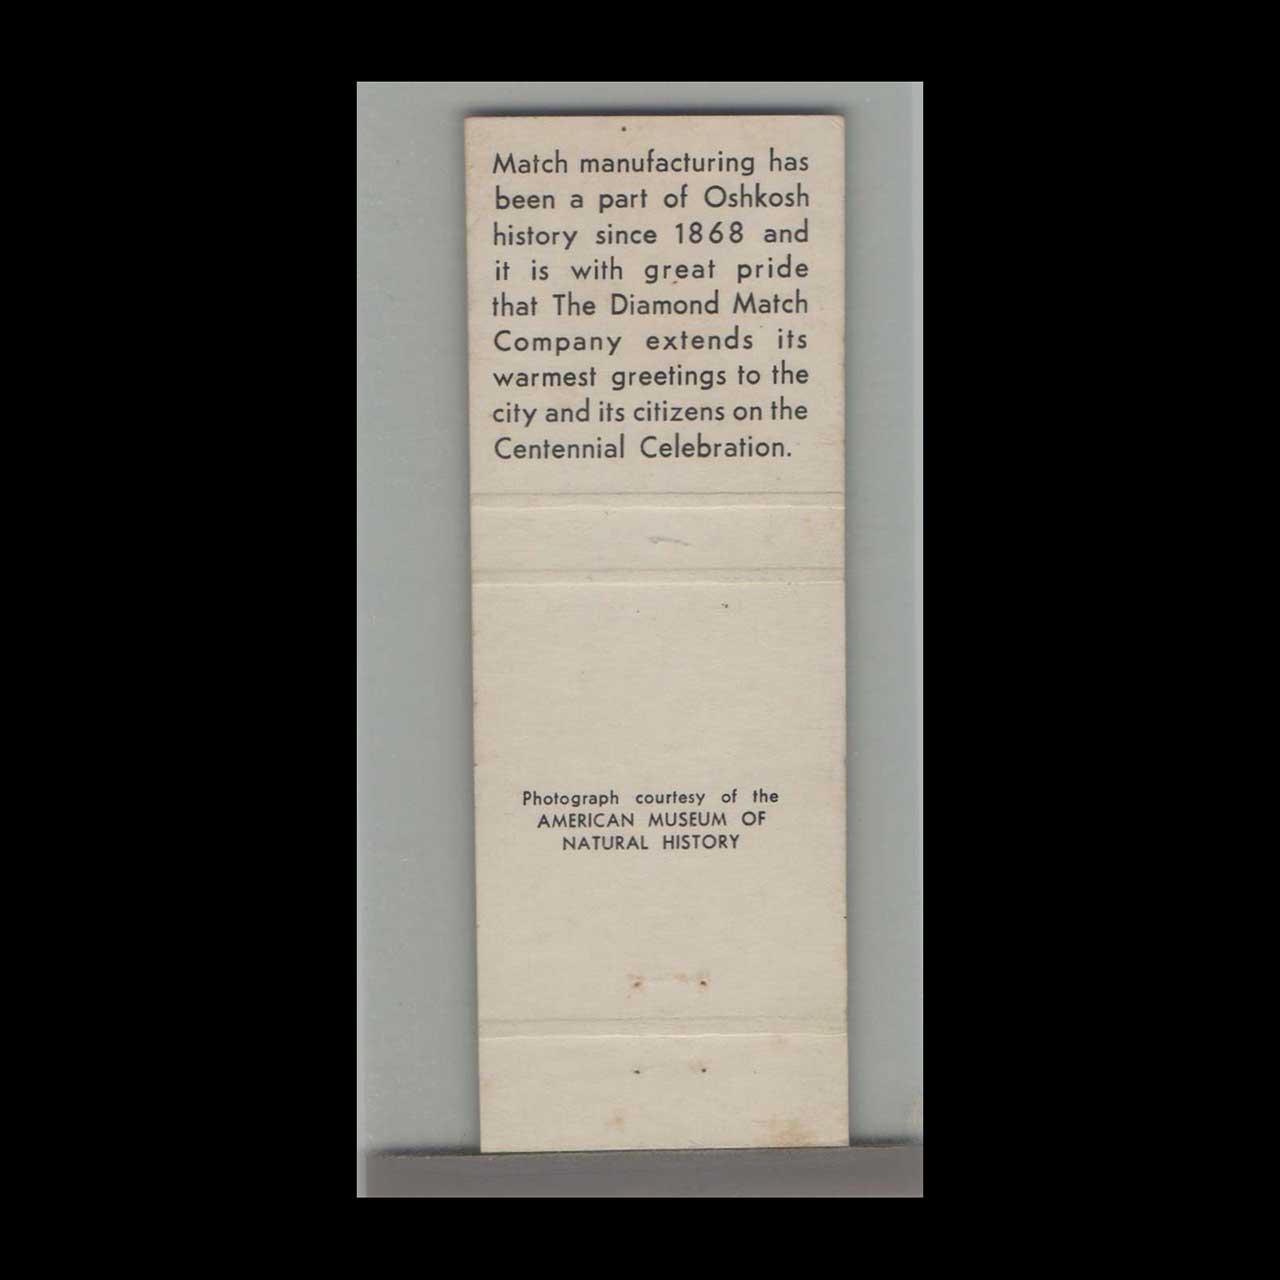 Match manufacturing has
been a part of Oshkosh
history since 1868 and
it is with great pride
that The Diamond Match
Company extends its
warmest greetings to the
city and its citizens on the
Centennial Celebration.
Photograph courtesy of the
AMERICAN MUSEUM OF
NATURAL HISTORY